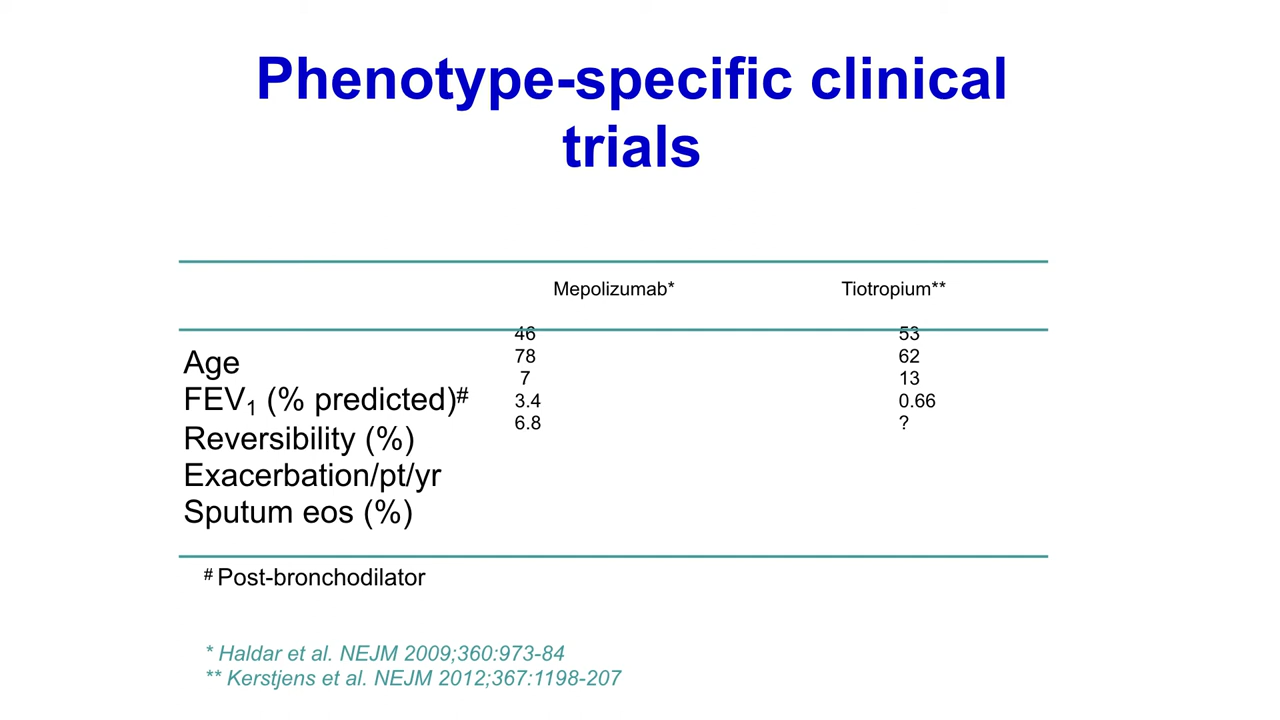 Phenotype-specific clinical
trials
Mepolizumab* Tiotropium**
Age 46 53
FEV₁ (% predicted)# 78 62
Reversibility (%) 7 13
Exacerbation/pt/yr 3.4 0.66
Sputum eos (%) 6.8 ?
# Post-bronchodilator
* Haldar et al. NEJM 2009;360:973-84
** Kerstjens et al. NEJM 2012;367:1198-207